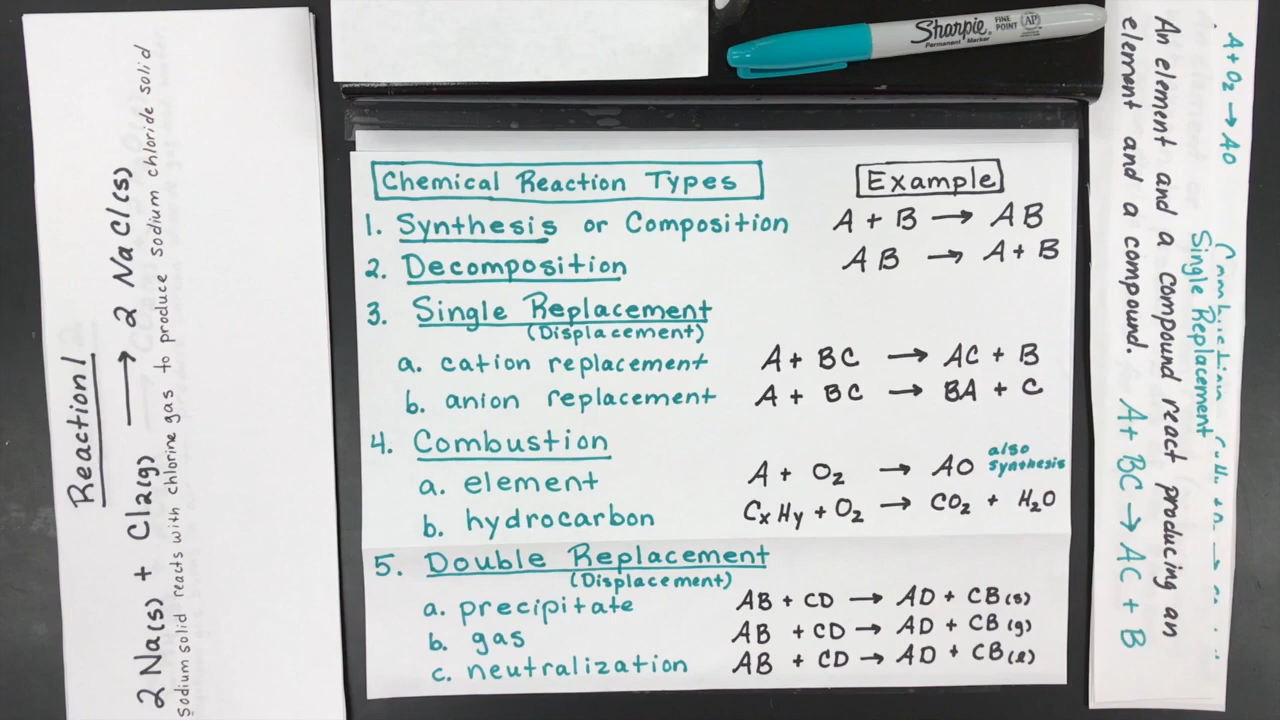 Reaction 1
2 Na(s) + Cl2(g) → 2 NaCl(s)
Sodium solid reacts with chlorine gas to produce sodium chloride solid
Sharpie. FINE POINT AP
Permanent Marker
Chemical Reaction Types Example
1. Synthesis or Composition A + B → AB
2. Decomposition AB → A + B
3. Single Replacement
(Displacement)
a. cation replacement A + BC → AC + B
b. anion replacement A + BC → BA + C
4. Combustion
also
synthesis
a. element A + O2 → AO
b. hydrocarbon CxHy + O2 → CO2 + H2O
5. Double Replacement
(Displacement)
a. precipitate AB + CD → AD + CB(s)
b. gas AB + CD → AD + CB(g)
c. neutralization AB + CD → AD + CB(l)
A + O2 → AO
Single Replacement
An element and a compound react producing an
element and a compound. A + BC → AC + B